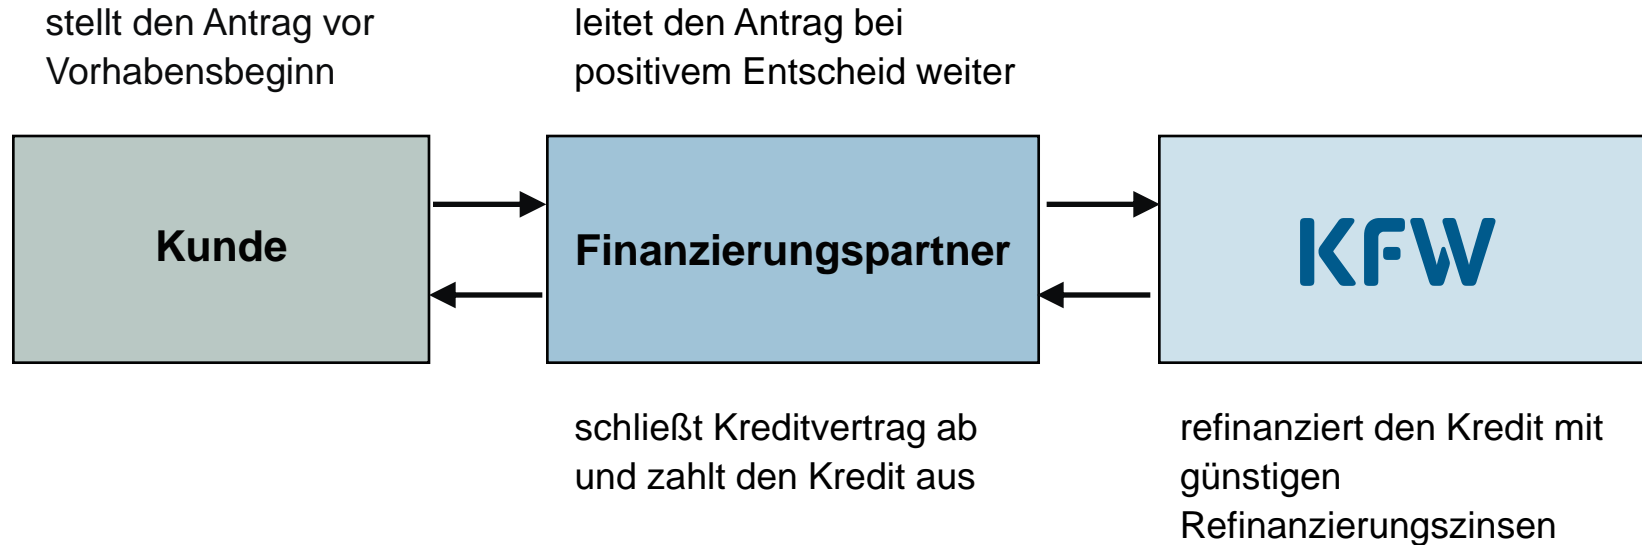 stellt den Antrag vor
Vorhabensbeginn
leitet den Antrag bei
positivem Entscheid weiter
Kunde
Finanzierungspartner
KFW
schließt Kreditvertrag ab
und zahlt den Kredit aus
refinanziert den Kredit mit
günstigen
Refinanzierungszinsen